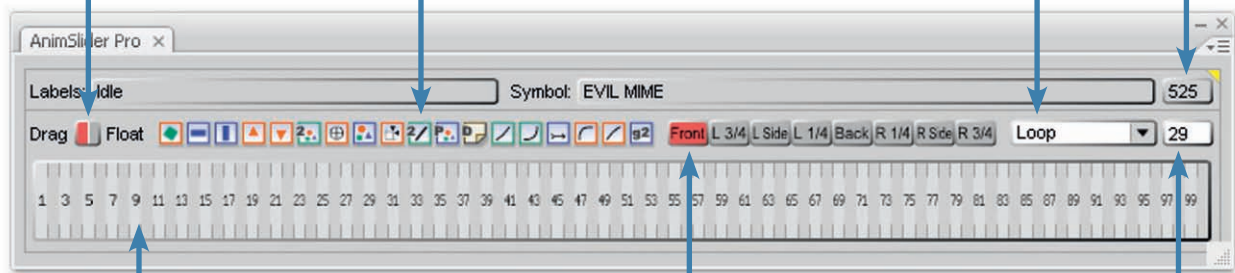 AnimSlider Pro
Labels: Idle Symbol: EVIL MIME 525
Drag Float 2 2 P D g2 Front L 3/4 L Side L 1/4 Back R 1/4 R Side R 3/4 Loop 29
1 3 5 7 9 11 13 15 17 19 21 23 25 27 29 31 33 35 37 39 41 43 45 47 49 51 53 55 57 59 61 63 65 67 69 71 73 75 77 79 81 83 85 87 89 91 93 95 97 99